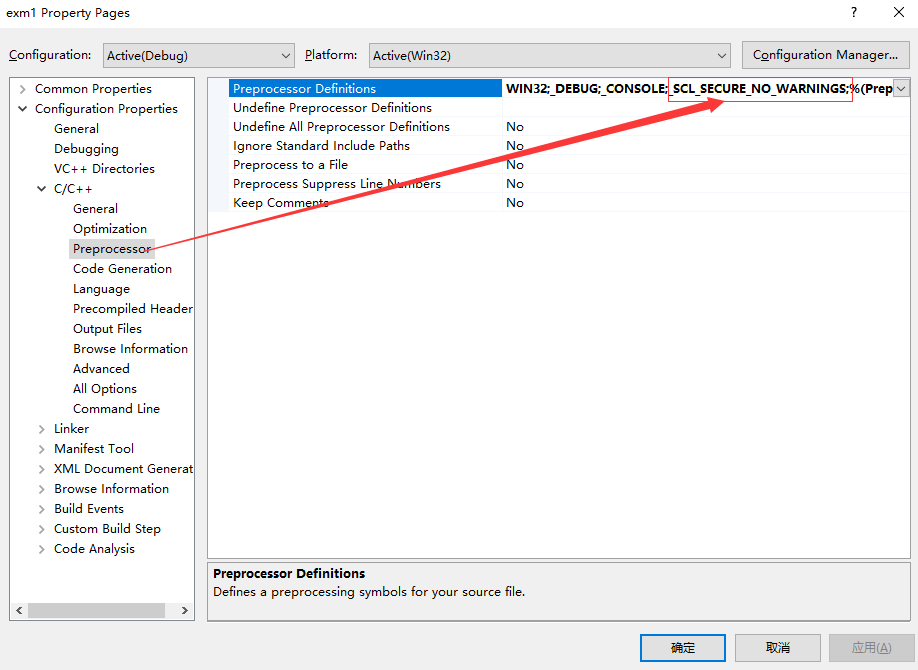 exm1 Property Pages
?
Configuration: Active(Debug) Platform: Active(Win32) Configuration Manager...
Common Properties
Configuration Properties
General
Debugging
VC++ Directories
C/C++
General
Optimization
Preprocessor
Code Generation
Language
Precompiled Header
Output Files
Browse Information
Advanced
All Options
Command Line
Linker
Manifest Tool
XML Document Generat
Browse Information
Build Events
Custom Build Step
Code Analysis
Preprocessor Definitions WIN32;_DEBUG;_CONSOLE;_SCL_SECURE_NO_WARNINGS;%(Prep
Undefine Preprocessor Definitions
Undefine All Preprocessor Definitions No
Ignore Standard Include Paths No
Preprocess to a File No
Preprocess Suppress Line Numbers No
Keep Comments No
Preprocessor Definitions
Defines a preprocessing symbols for your source file.
确定 取消 应用(A)